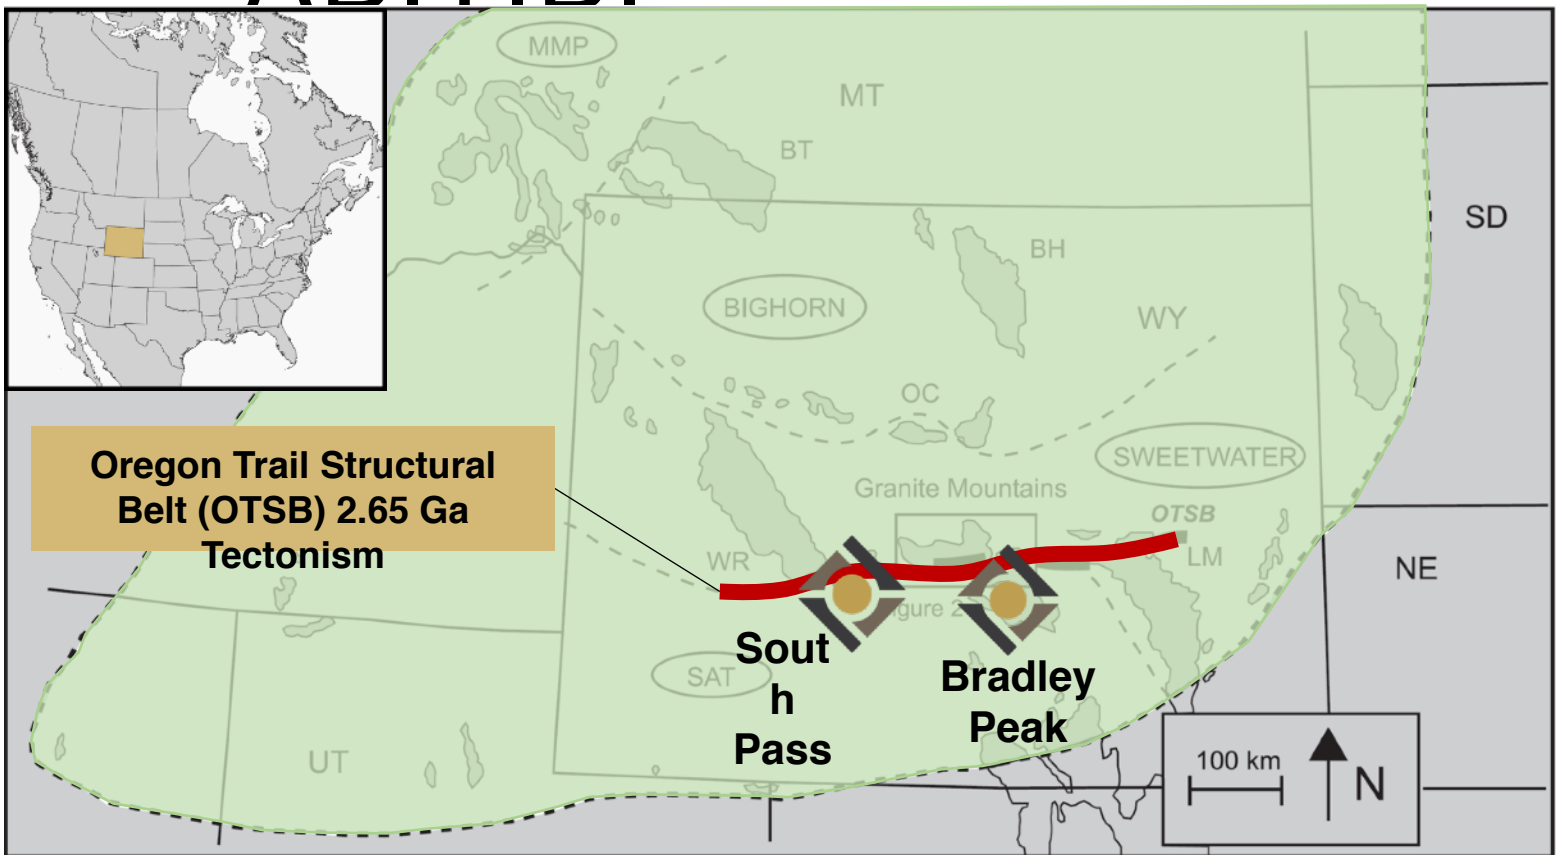 MMP
MT
BT
SD
BH
BIGHORN
WY
OC
Oregon Trail Structural
Belt (OTSB) 2.65 Ga
Tectonism
SWEETWATER
Granite Mountains
OTSB
WR
LM
NE
Sout
h
Pass
Bradley
Peak
SAT
UT
100 km
N